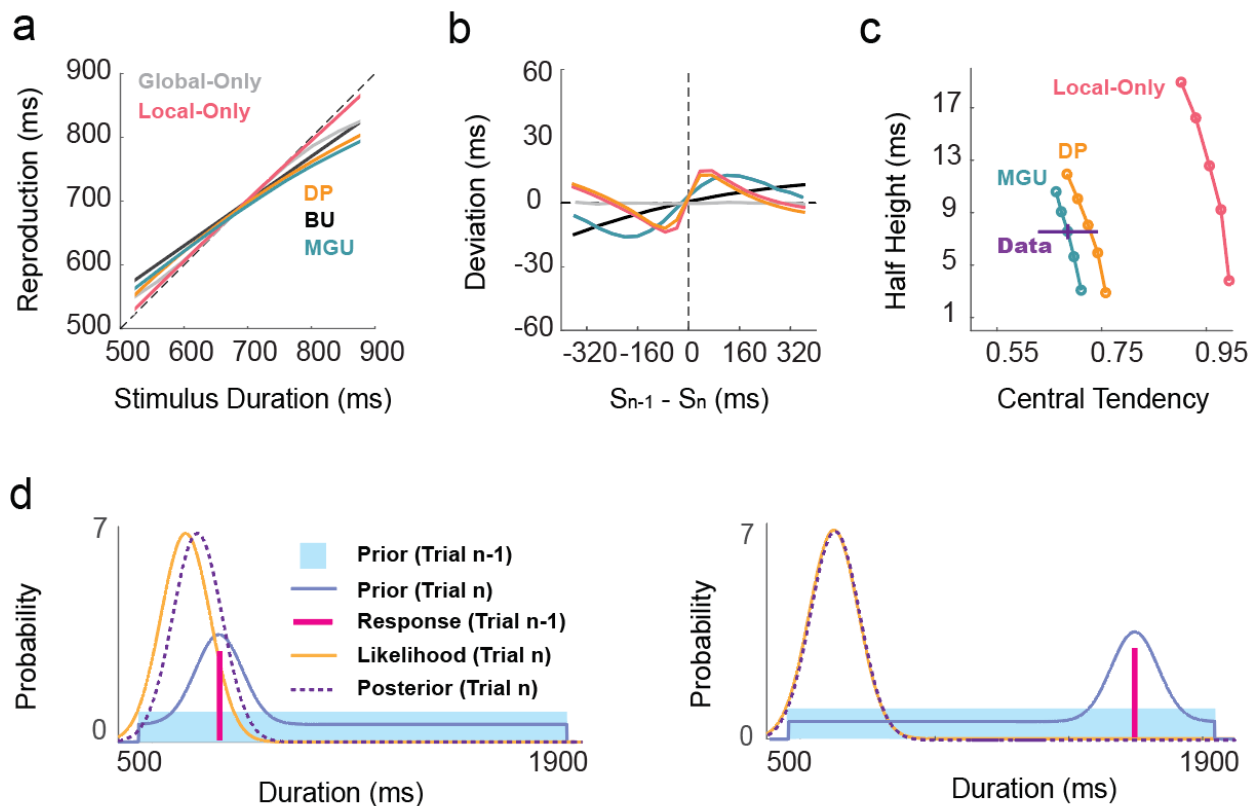 a
900
800
700
600
500
Reproduction (ms)
Global-Only
Local-Only
DP
BU
MGU
500 600 700 800 900
Stimulus Duration (ms)
b
60
30
0
-30
-60
Deviation (ms)
-320 -160 0 160 320
Sn-1 - Sn (ms)
c
17
13
9
5
1
Half Height (ms)
Local-Only
DP
MGU
Data
0.55 0.75 0.95
Central Tendency
d
7
0
Probability
Prior (Trial n-1)
Prior (Trial n)
Response (Trial n-1)
Likelihood (Trial n)
Posterior (Trial n)
500 1900
Duration (ms)
7
0
Probability
500 1900
Duration (ms)